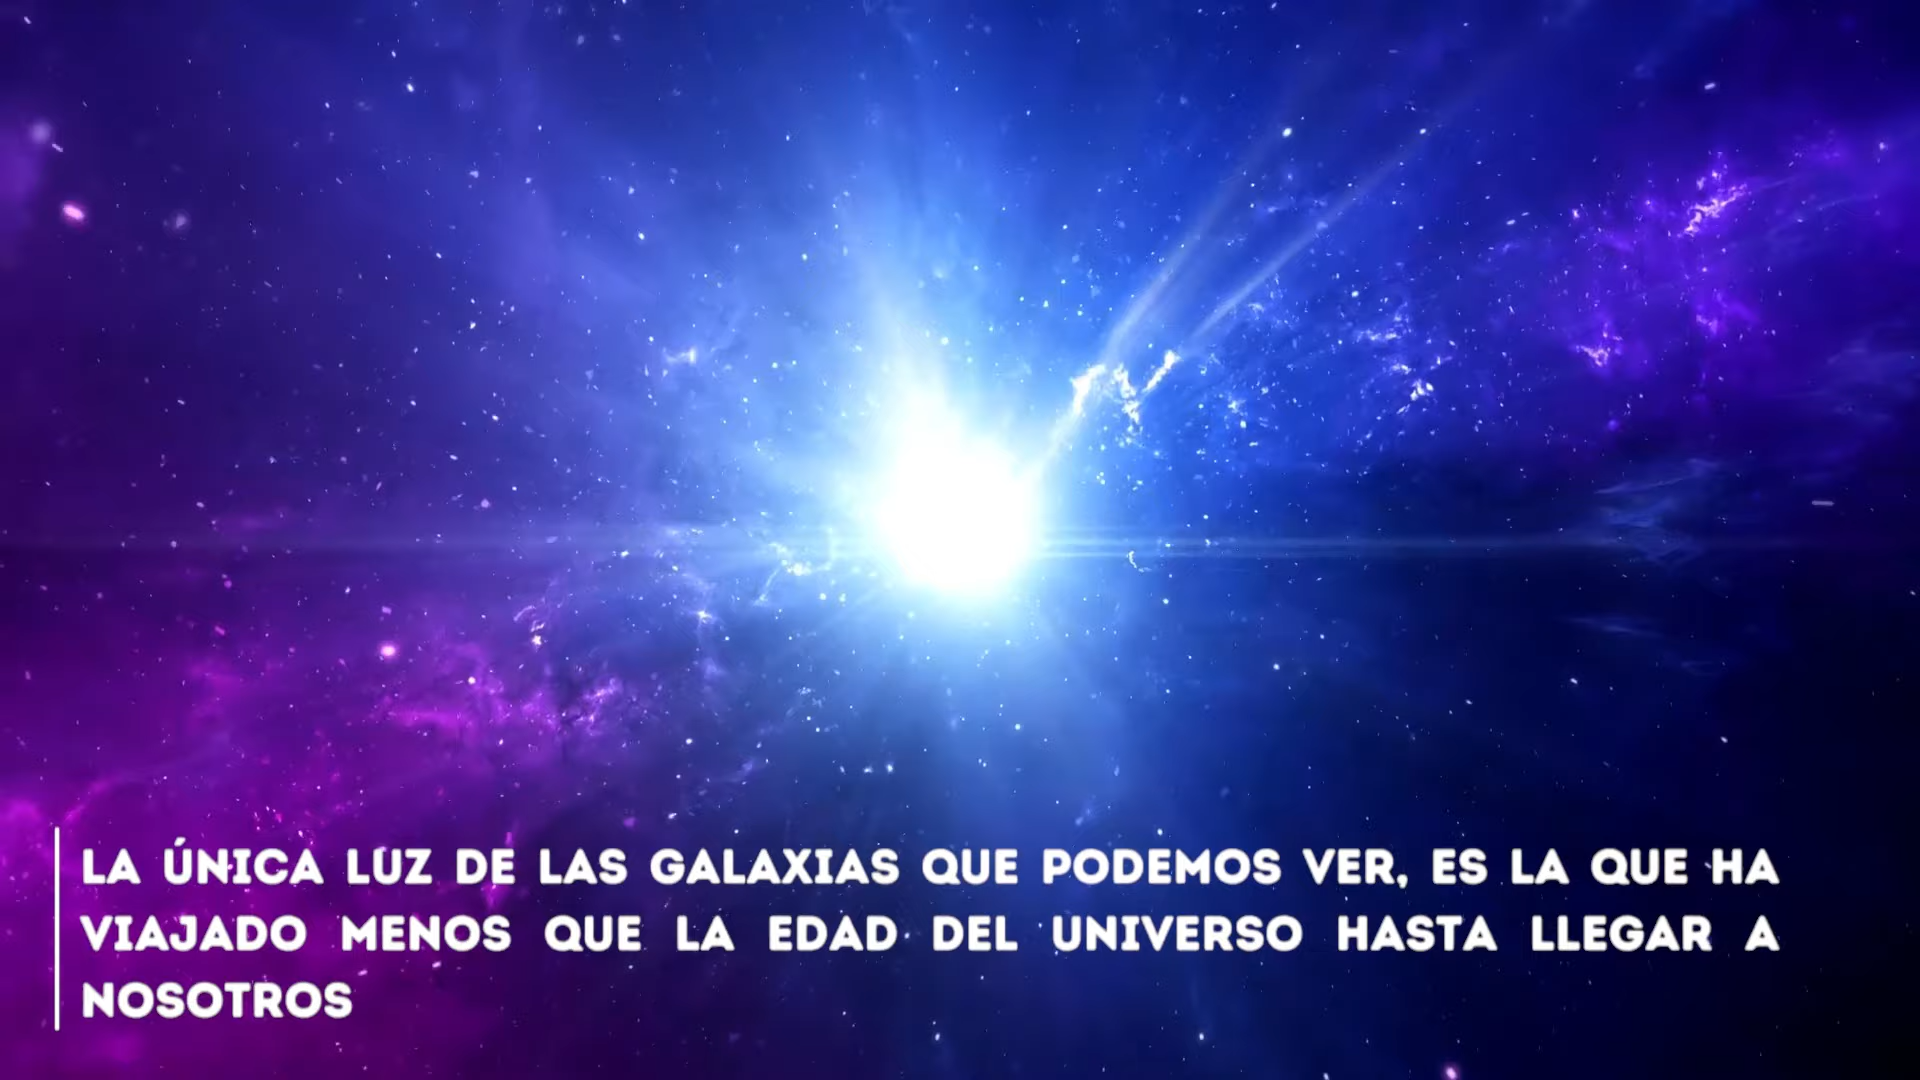 LA ÚNICA LUZ DE LAS GALAXIAS QUE PODEMOS VER, ES LA QUE HA
VIAJADO MENOS QUE LA EDAD DEL UNIVERSO HASTA LLEGAR A
NOSOTROS